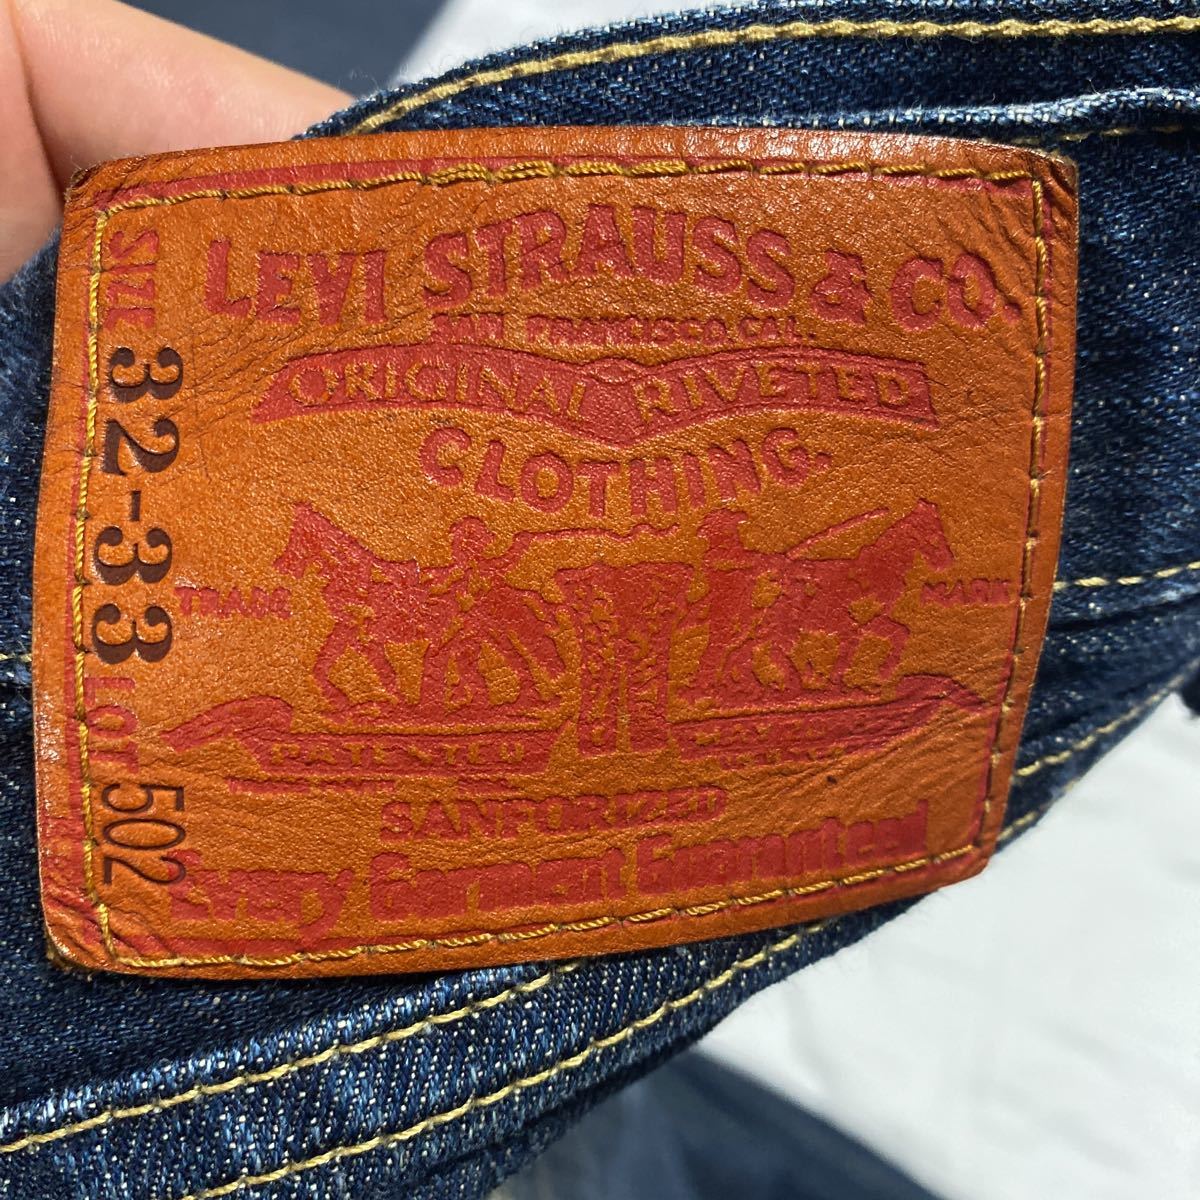 LEVI STRAUSS & CO.
SAN FRANCISCO, CAL.
ORIGINAL RIVETED
CLOTHING.
TRADE MARK
PATENTED
SANFORIZED
Every Garment Guaranteed
SIZE 32-33 LOT 502